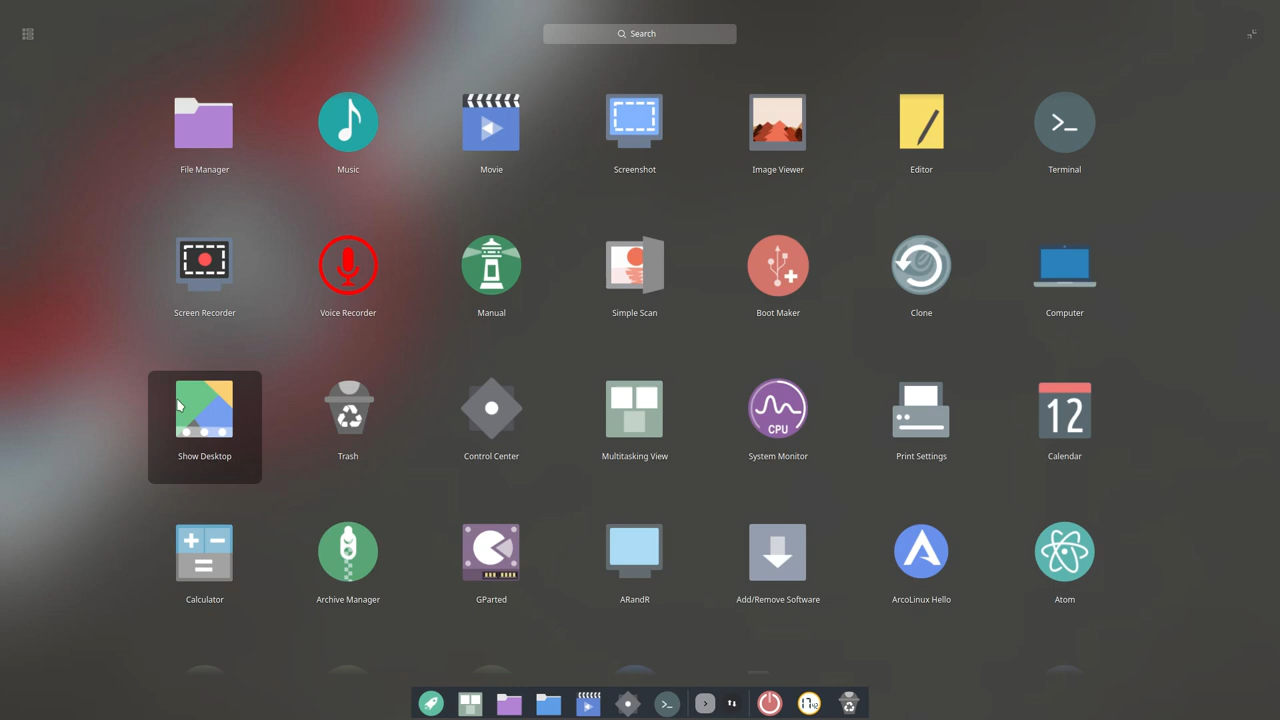 Search
File Manager
Music
Movie
Screenshot
Image Viewer
Editor
Terminal
Screen Recorder
Voice Recorder
Manual
Simple Scan
Boot Maker
Clone
Computer
Show Desktop
Trash
Control Center
Multitasking View
CPU
System Monitor
Print Settings
12
Calendar
Calculator
Archive Manager
GParted
ARandR
Add/Remove Software
ArcoLinux Hello
Atom